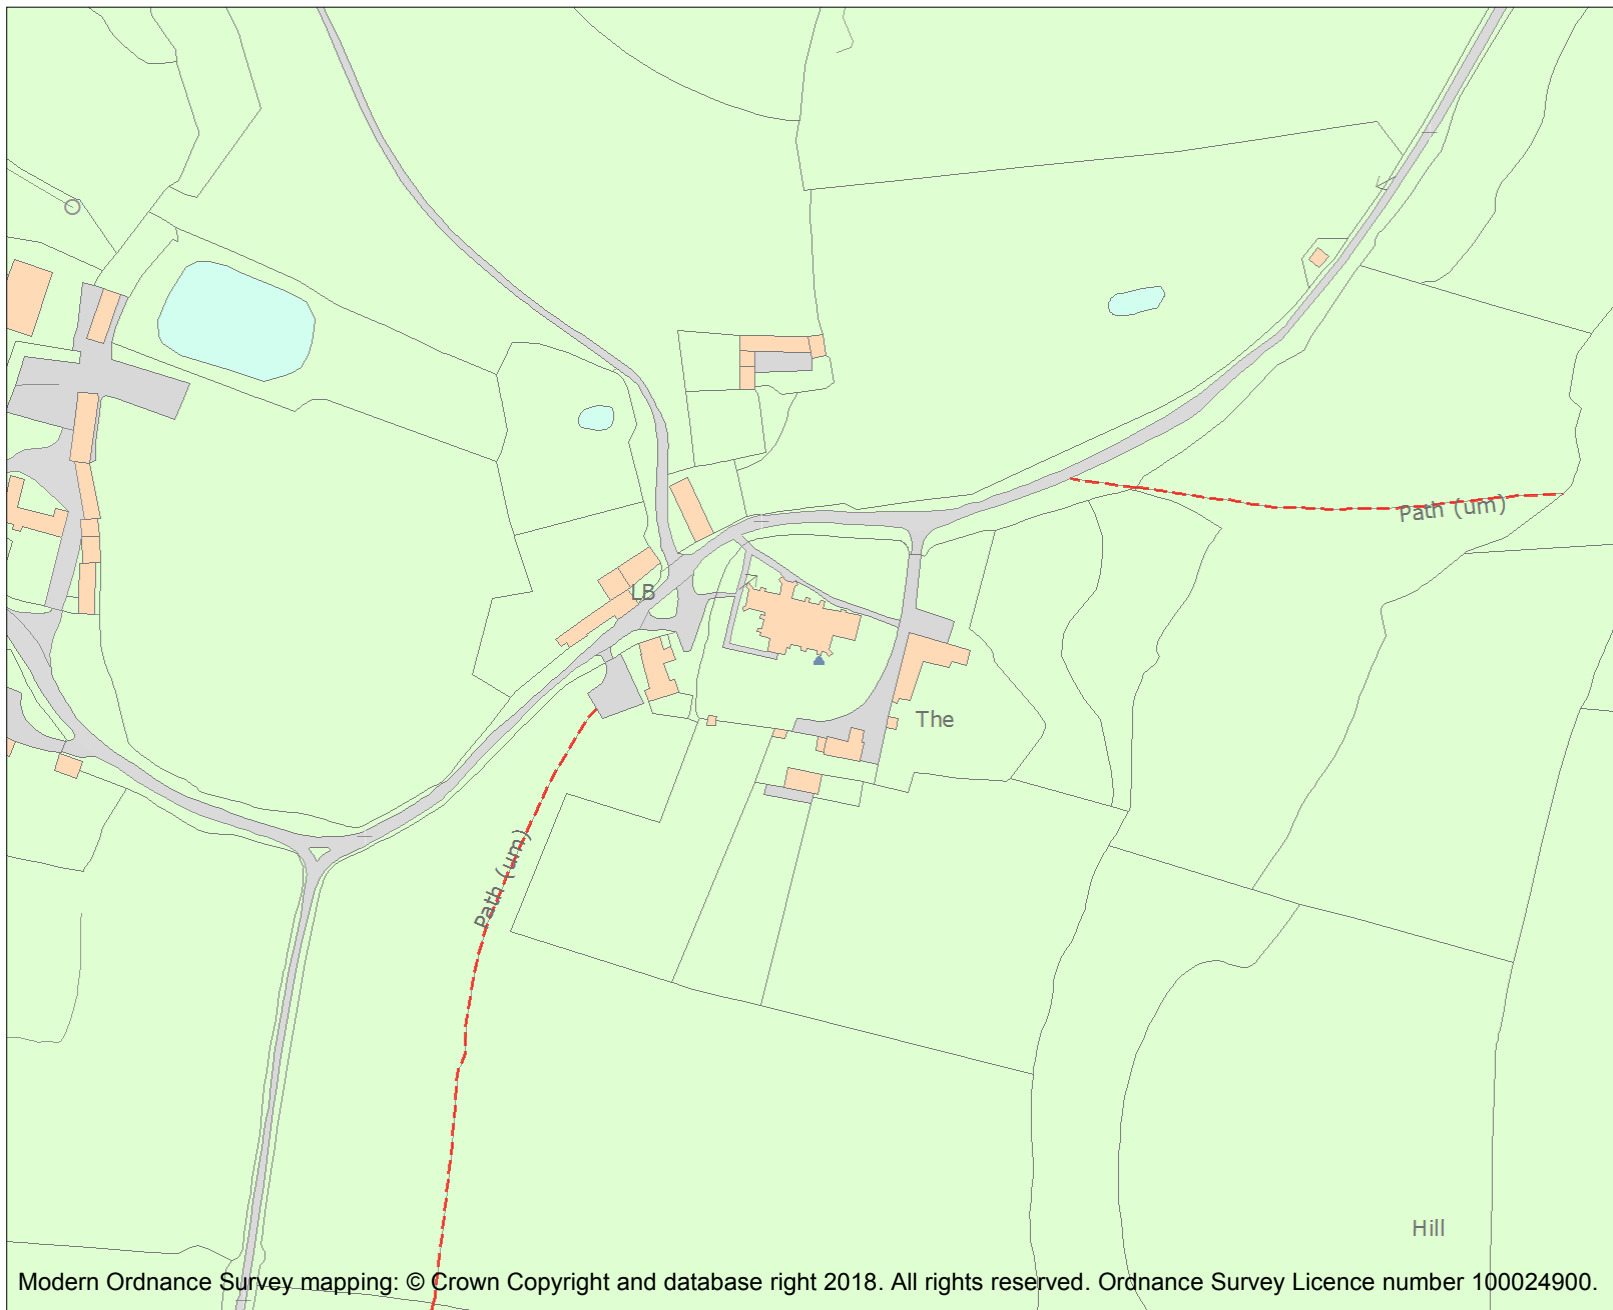 Path (um)
LB
The
Path (um)
Hill
Modern Ordnance Survey mapping: © Crown Copyright and database right 2018. All rights reserved. Ordnance Survey Licence number 100024900.